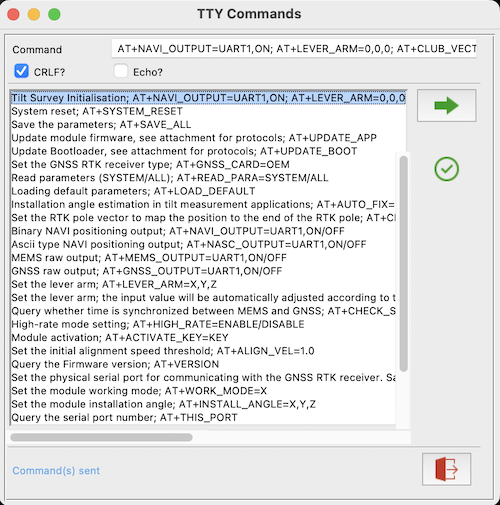 TTY Commands
Command AT+NAVI_OUTPUT=UART1,ON; AT+LEVER_ARM=0,0,0; AT+CLUB_VECT
CRLF? Echo?
Tilt Survey Initialisation; AT+NAVI_OUTPUT=UART1,ON; AT+LEVER_ARM=0,0,0
System reset; AT+SYSTEM_RESET
Save the parameters; AT+SAVE_ALL
Update module firmware, see attachment for protocols; AT+UPDATE_APP
Update Bootloader, see attachment for protocols; AT+UPDATE_BOOT
Set the GNSS RTK receiver type; AT+GNSS_CARD=OEM
Read parameters (SYSTEM/ALL); AT+READ_PARA=SYSTEM/ALL
Loading default parameters; AT+LOAD_DEFAULT
Installation angle estimation in tilt measurement applications; AT+AUTO_FIX=
Set the RTK pole vector to map the position to the end of the RTK pole; AT+CL
Binary NAVI positioning output; AT+NAVI_OUTPUT=UART1,ON/OFF
Ascii type NAVI positioning output; AT+NASC_OUTPUT=UART1,ON/OFF
MEMS raw output; AT+MEMS_OUTPUT=UART1,ON/OFF
GNSS raw output; AT+GNSS_OUTPUT=UART1,ON/OFF
Set the lever arm; AT+LEVER_ARM=X,Y,Z
Set the lever arm; the input value will be automatically adjusted according to t
Query whether time is synchronized between MEMS and GNSS; AT+CHECK_S
High-rate mode setting; AT+HIGH_RATE=ENABLE/DISABLE
Module activation; AT+ACTIVATE_KEY=KEY
Set the initial alignment speed threshold; AT+ALIGN_VEL=1.0
Query the Firmware version; AT+VERSION
Set the physical serial port for communicating with the GNSS RTK receiver. Sa
Set the module working mode; AT+WORK_MODE=X
Set the module installation angle; AT+INSTALL_ANGLE=X,Y,Z
Query the serial port number; AT+THIS_PORT
Command(s) sent